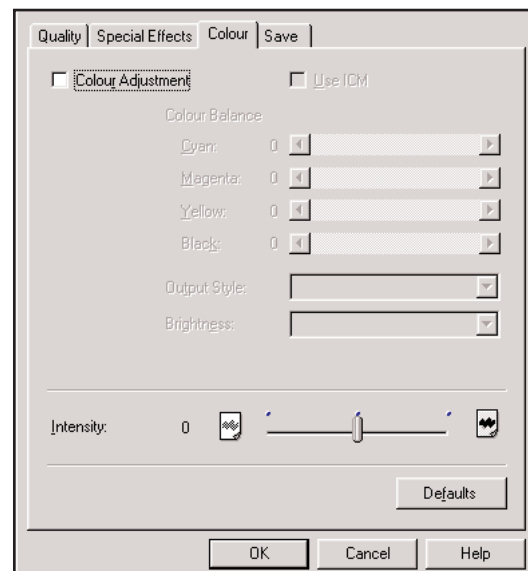 Quality Special Effects Colour Save
Colour Adjustment Use ICM
Colour Balance
Cyan: 0
Magenta: 0
Yellow: 0
Black: 0
Output Style:
Brightness:
Intensity: 0
Defaults
OK Cancel Help